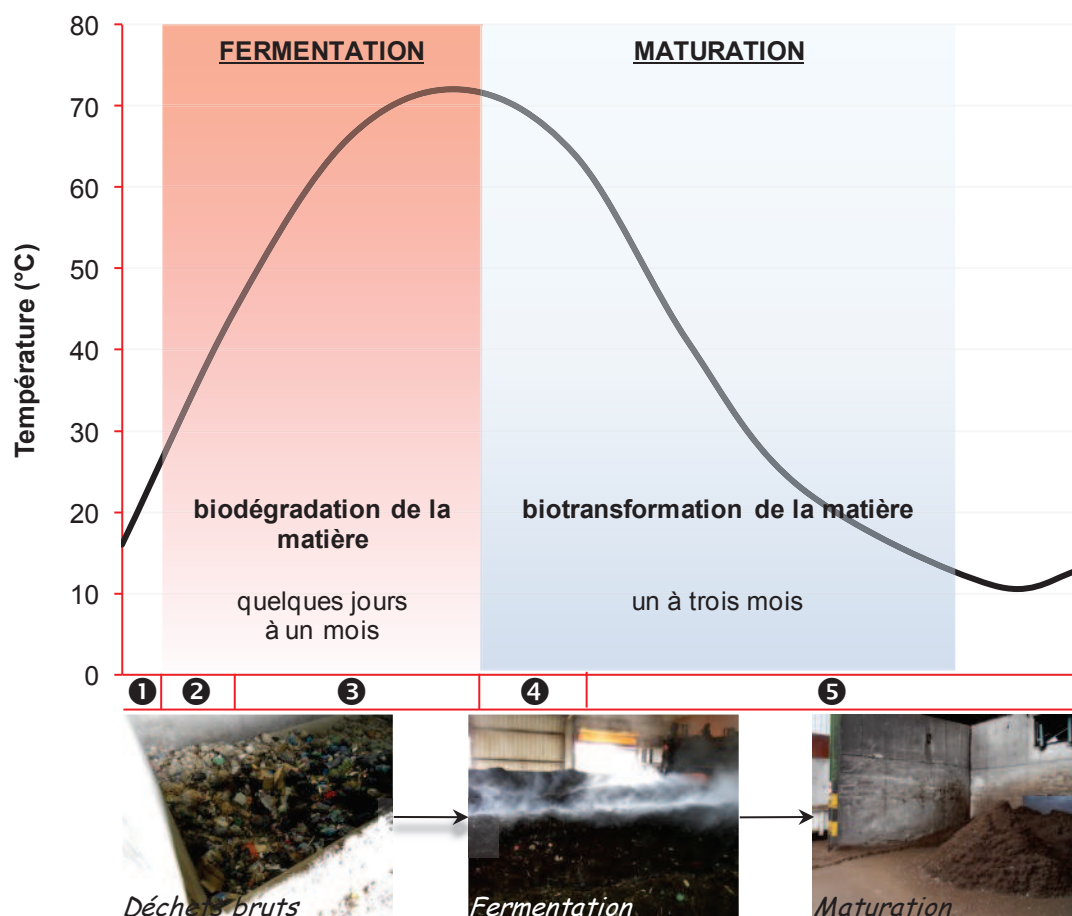 80
70
60
50
40
30
20
10
0
Température (°C)
FERMENTATION
MATURATION
biodégradation de la
matière
biotransformation de la matière
quelques jours
à un mois
un à trois mois
❶ ❷ ❸ ❹ ❺
Déchets bruts
Fermentation
Maturation